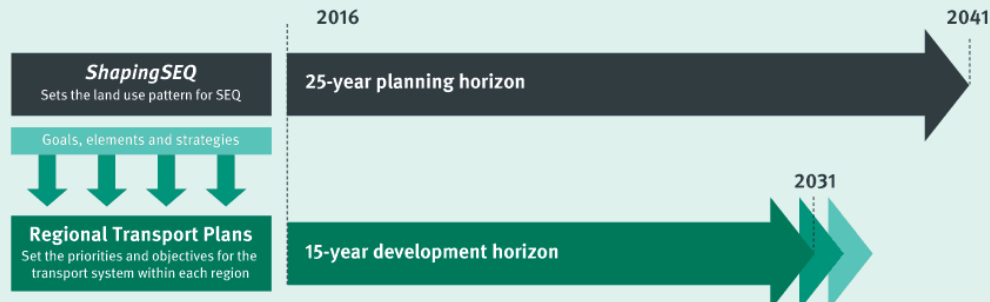 2016
2041
ShapingSEQ
Sets the land use pattern for SEQ
25-year planning horizon
Goals, elements and strategies
2031
Regional Transport Plans
Set the priorities and objectives for the
transport system within each region
15-year development horizon